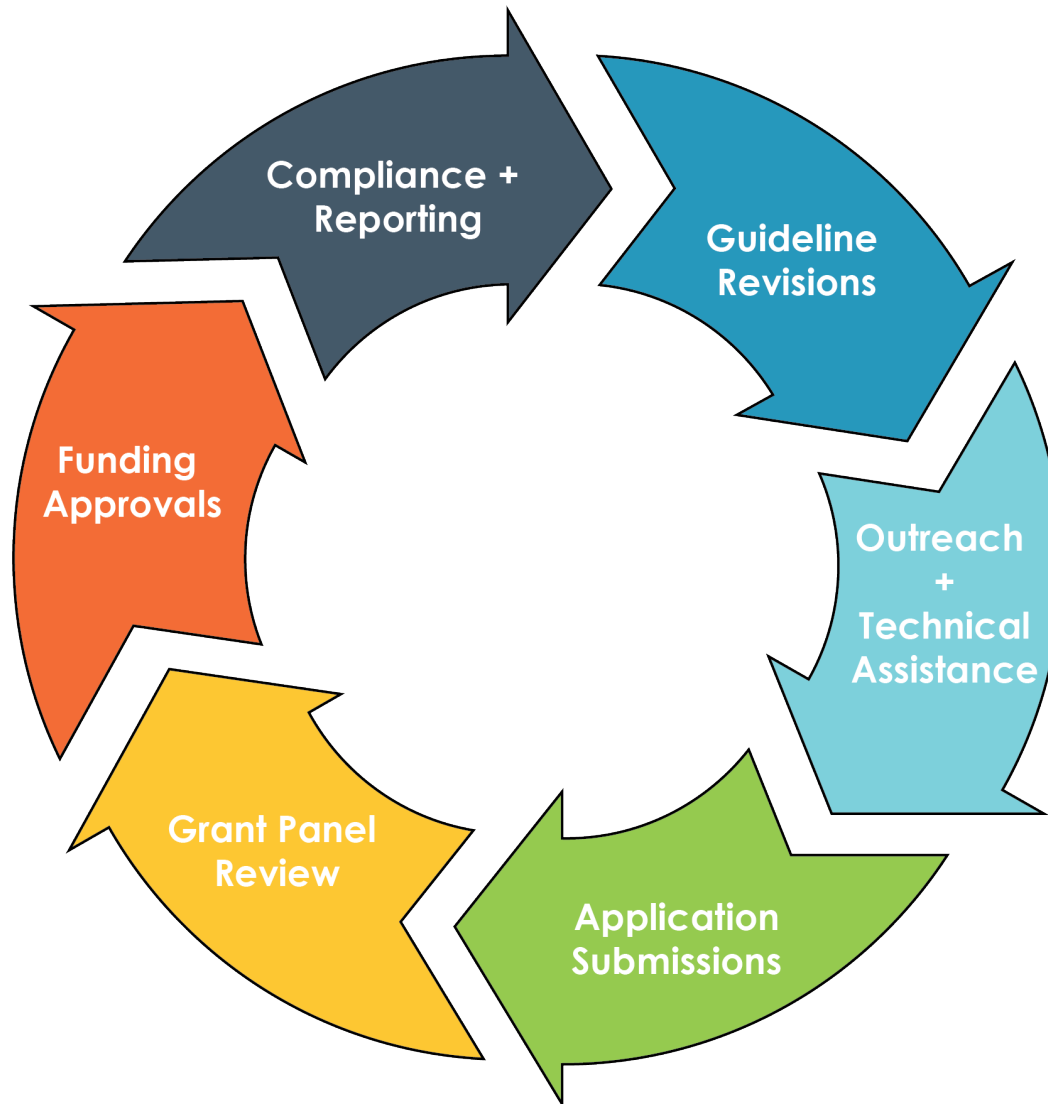 Compliance +
Reporting
Guideline
Revisions
Outreach
+
Technical
Assistance
Application
Submissions
Grant Panel
Review
Funding
Approvals